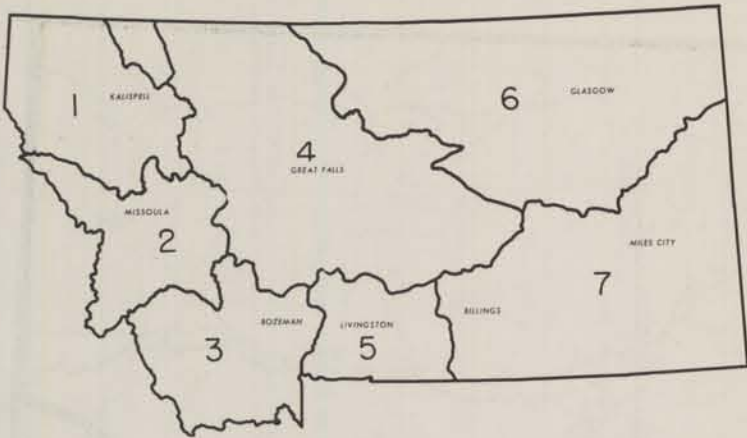 1
KALISPELL
6
GLASGOW
4
GREAT FALLS
MISSOULA
2
MILES CITY
7
BOZEMAN
LIVINGSTON
BILLINGS
3
5